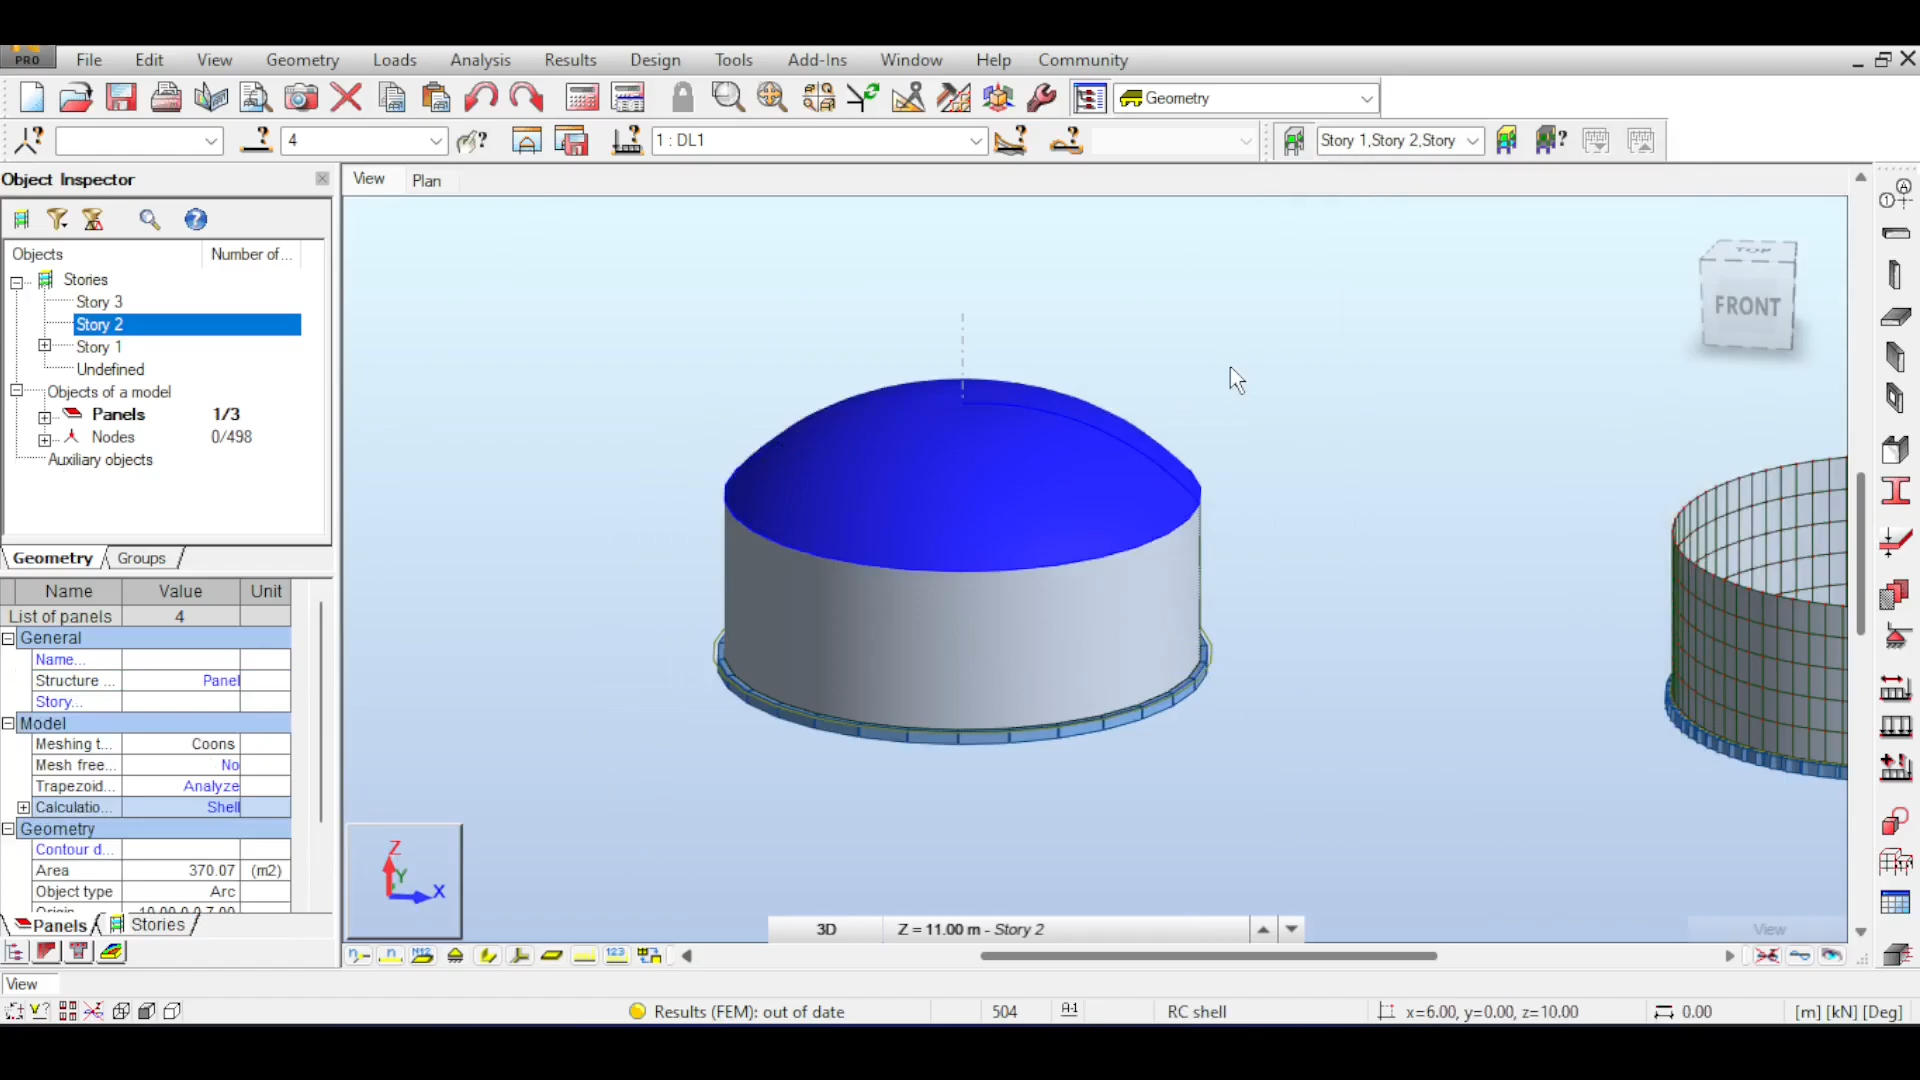 PRO
File Edit View Geometry Loads Analysis Results Design Tools Add-Ins Window Help Community
Geometry
4
1 : DL1
Story 1,Story 2,Story
Object Inspector
View Plan
Objects Number of...
Stories
Story 3
Story 2
Story 1
Undefined
Objects of a model
Panels 1/3
Nodes 0/498
Auxiliary objects
Geometry Groups
Name Value Unit
List of panels 4
General
Name...
Structure ... Panel
Story...
Model
Meshing t... Coons
Mesh free... No
Trapezoid... Analyze
Calculatio... Shell
Geometry
Contour d...
Area 370.07 (m2)
Object type Arc
Panels Stories
TOP
FRONT
Z
Y
X
3D Z = 11.00 m - Story 2
View
View
Results (FEM): out of date 504 RC shell x=6.00, y=0.00, z=10.00 0.00 [m] [kN] [Deg]